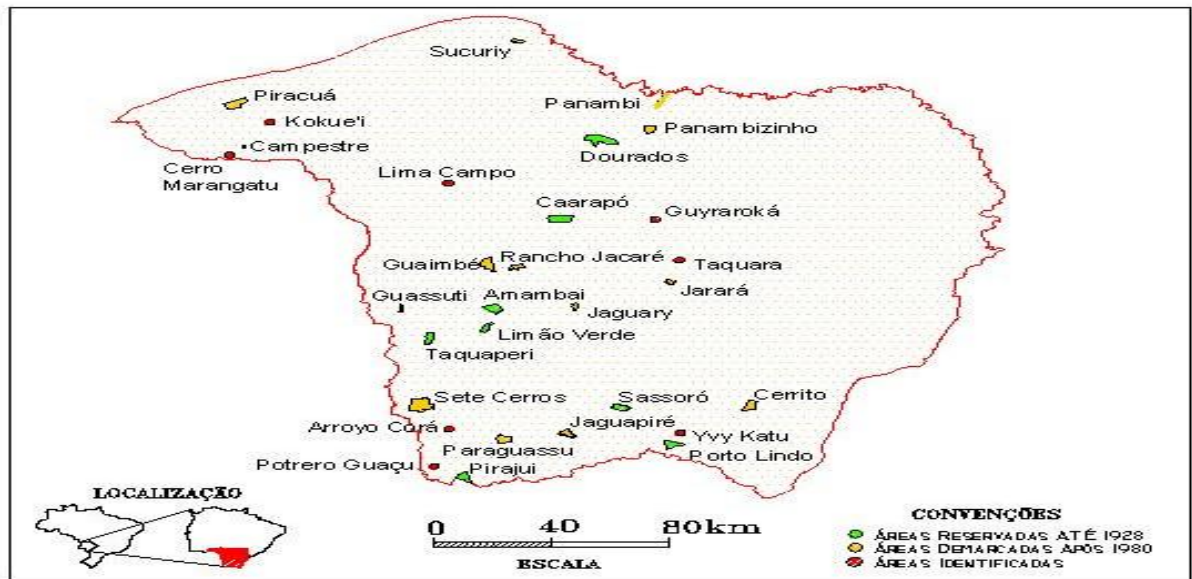 Sucuriy
Piracuá
Panambi
Kokue'i
Panambizinho
Campestre
Dourados
Cerro
Marangatu
Lima Campo
Caarapó
Guyraroká
Guaimbé
Rancho Jacaré
Taquara
Jarará
Guassuti
Amambai
Jaguary
Limão Verde
Taquaperi
Sete Cerros
Sassoró
Cerrito
Arroyo Corá
Jaguapiré
Yvy Katu
Paraguassu
Porto Lindo
Potrero Guaçu
Pirajui
LOCALIZAÇÃO
0 40 80km
ESCALA
CONVENÇÕES
ÁREAS RESERVADAS ATÉ 1928
ÁREAS DEMARCADAS APÓS 1980
ÁREAS IDENTIFICADAS